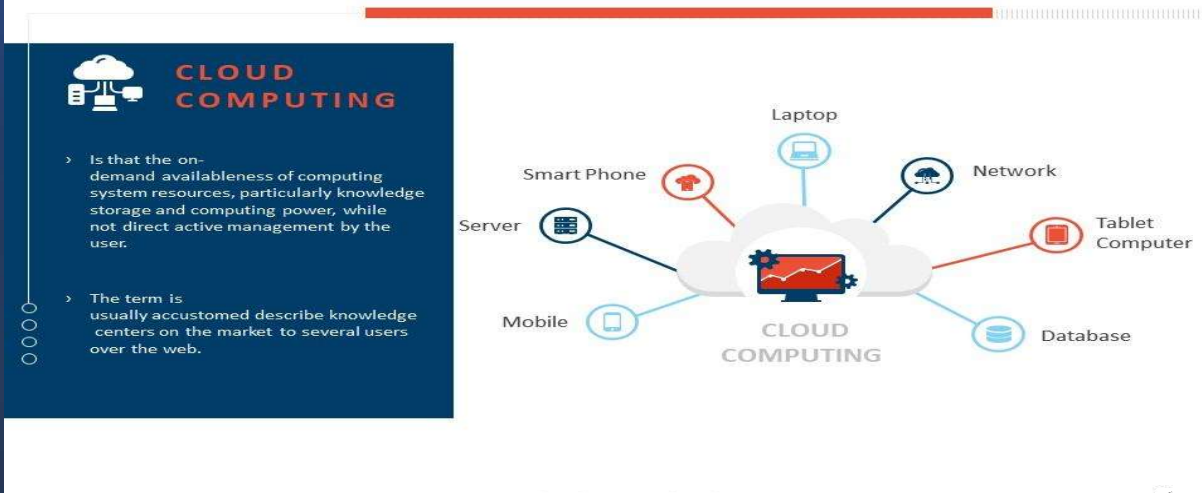 CLOUD
COMPUTING
› Is that the on-
demand availableness of computing
system resources, particularly knowledge
storage and computing power, while
not direct active management by the
user.
› The term is
usually accustomed describe knowledge
centers on the market to several users
over the web.
Laptop
Smart Phone
Network
Server
Tablet
Computer
Mobile
Database
CLOUD
COMPUTING